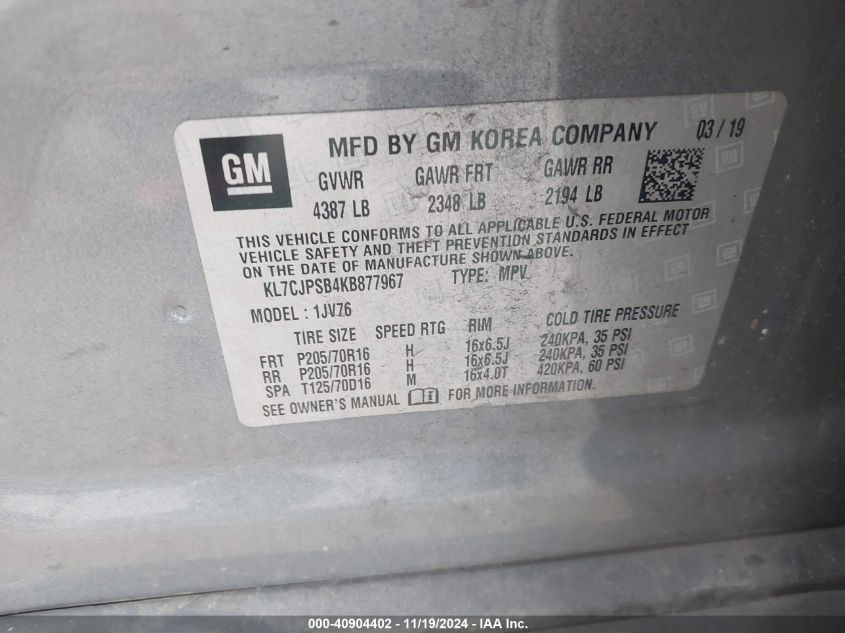 GM
MFD BY GM KOREA COMPANY 03/19
GVWR GAWR FRT GAWR RR
4387 LB 2348 LB 2194 LB
THIS VEHICLE CONFORMS TO ALL APPLICABLE U.S. FEDERAL MOTOR
VEHICLE SAFETY AND THEFT PREVENTION STANDARDS IN EFFECT
ON THE DATE OF MANUFACTURE SHOWN ABOVE.
KL7CJPSB4KB877967 TYPE: MPV
MODEL: 1JV76
TIRE SIZE SPEED RTG RIM COLD TIRE PRESSURE
FRT P205/70R16 H 16x6.5J 240KPA, 35 PSI
RR P205/70R16 H 16x6.5J 240KPA, 35 PSI
SPA T125/70D16 M 16x4.0T 420KPA, 60 PSI
SEE OWNER'S MANUAL FOR MORE INFORMATION.
000-40904402 - 11/19/2024 - IAA Inc.